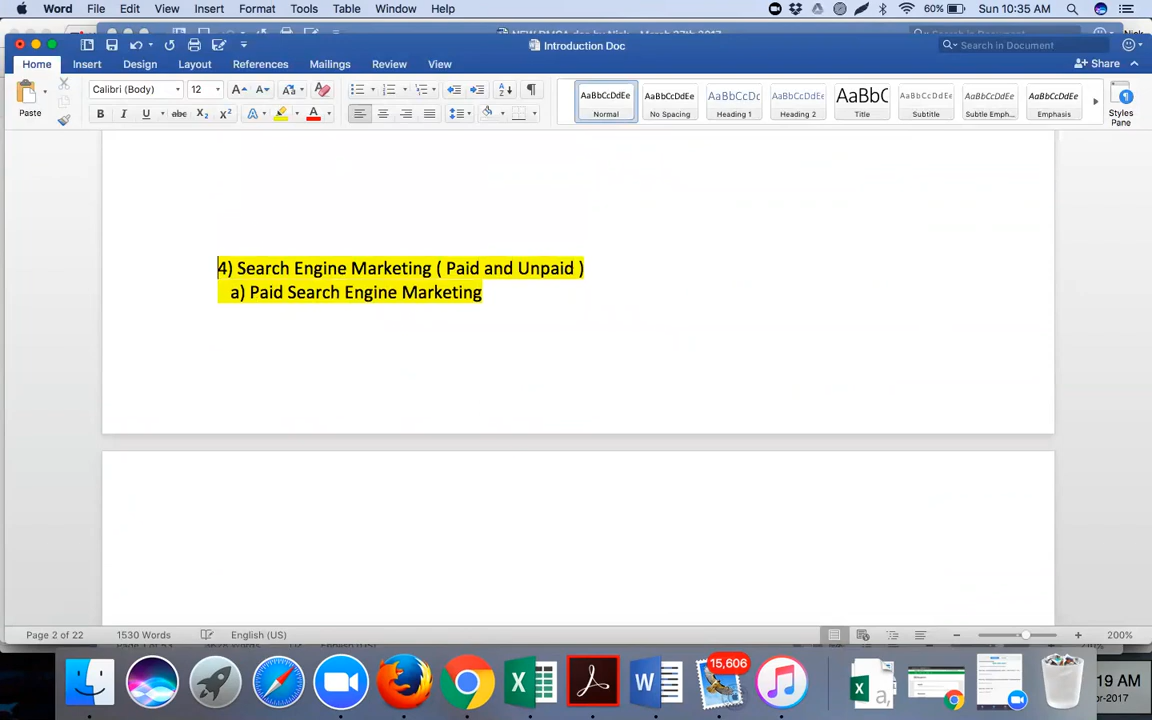 Word File Edit View Insert Format Tools Table Window Help 60% Sun 10:35 AM
Introduction Doc
Search in Document
Home Insert Design Layout References Mailings Review View Share
Calibri (Body) 12
Paste
AaBbCcDdEe AaBbCcDdEe AaBbCcDc AaBbCcDdEe AaBbC AaBbCcDdEe AaBbCcDdEe AaBbCcDdEe
Normal No Spacing Heading 1 Heading 2 Title Subtitle Subtle Emph... Emphasis Styles Pane
4) Search Engine Marketing ( Paid and Unpaid )
a) Paid Search Engine Marketing
Page 2 of 22 1530 Words English (US) 200%
15,606
19 AM
r-2017